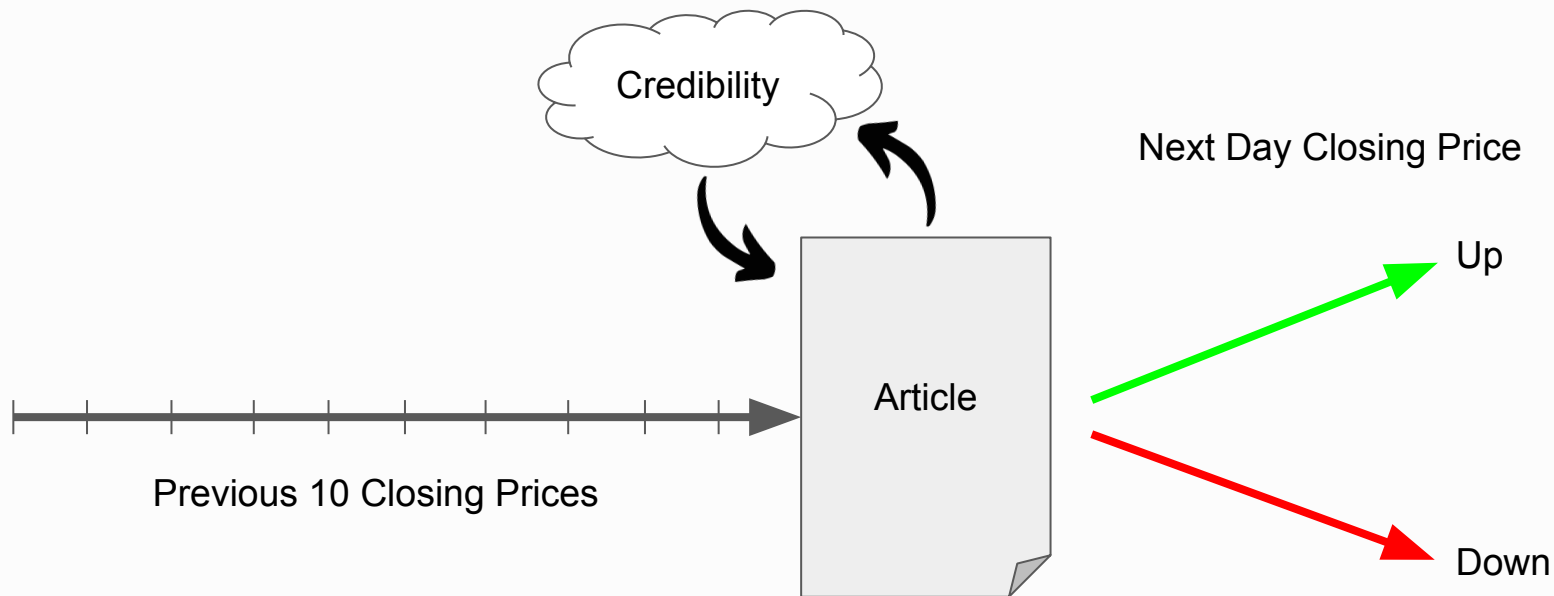 Credibility
Next Day Closing Price
Up
Article
Previous 10 Closing Prices
Down